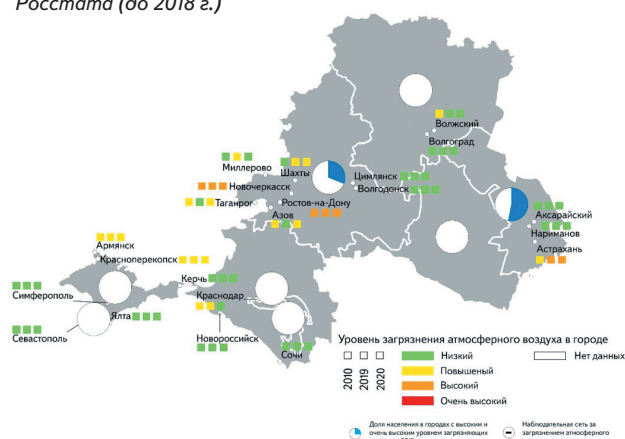 Росстата (до 2018 г.)
Волжский
Волгоград
Миллерово
Шахты
Цимлянск
Волгодонск
Новочеркасск
Таганрог
Ростов-на-Дону
Азов
Аксарайский
Нариманов
Астрахань
Армянск
Красноперекопск
Керчь
Краснодар
Симферополь
Ялта
Севастополь
Новороссийск
Сочи
Уровень загрязнения атмосферного воздуха в городе
2010
2019
2020
Низкий
Повышеный
Высокий
Очень высокий
Нет данных
Доля населения в городах с высоким и
очень высоким уровнем загрязняющих
Наблюдательная сеть за
загрязнением атмосферного